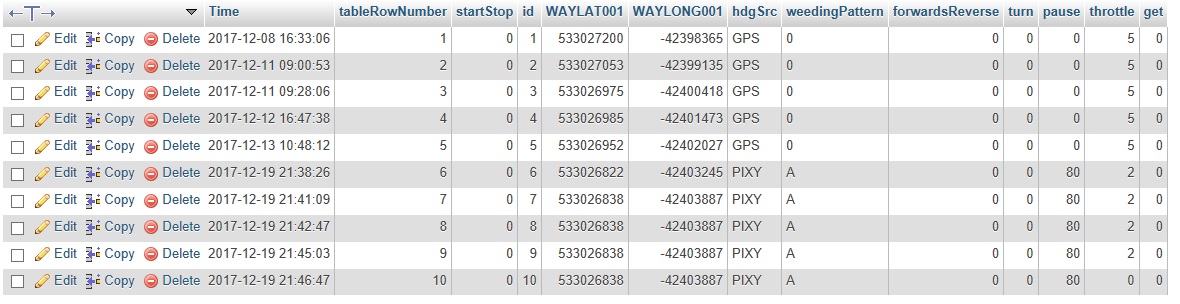 ←T→ Time tableRowNumber startStop id WAYLAT001 WAYLONG001 hdgSrc weedingPattern forwardsReverse turn pause throttle get
Edit Copy Delete 2017-12-08 16:33:06 1 0 1 533027200 -42398365 GPS 0 0 0 0 5 0
Edit Copy Delete 2017-12-11 09:00:53 2 0 2 533027053 -42399135 GPS 0 0 0 0 5 0
Edit Copy Delete 2017-12-11 09:28:06 3 0 3 533026975 -42400418 GPS 0 0 0 0 5 0
Edit Copy Delete 2017-12-12 16:47:38 4 0 4 533026985 -42401473 GPS 0 0 0 0 5 0
Edit Copy Delete 2017-12-13 10:48:12 5 0 5 533026952 -42402027 GPS 0 0 0 0 5 0
Edit Copy Delete 2017-12-19 21:38:26 6 0 6 533026822 -42403245 PIXY A 0 0 80 2 0
Edit Copy Delete 2017-12-19 21:41:09 7 0 7 533026838 -42403887 PIXY A 0 0 80 2 0
Edit Copy Delete 2017-12-19 21:42:47 8 0 8 533026838 -42403887 PIXY A 0 0 80 2 0
Edit Copy Delete 2017-12-19 21:45:03 9 0 9 533026838 -42403887 PIXY A 0 0 80 2 0
Edit Copy Delete 2017-12-19 21:46:47 10 0 10 533026838 -42403887 PIXY A 0 0 80 0 0